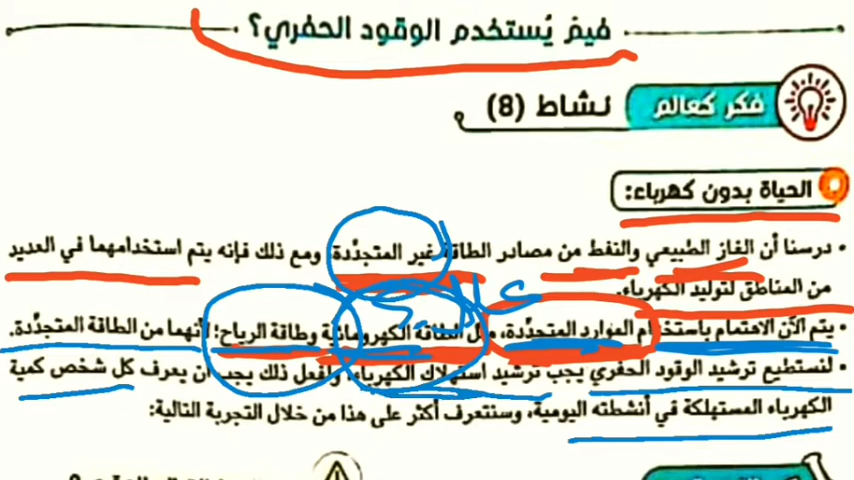 فيمَ يُستخدم الوقود الحفري؟
فكر كعالم نشاط (8)
الحياة بدون كهرباء:
• درسنا أن الغاز الطبيعي والنفط من مصادر الطاقة غير المتجدِّدة، ومع ذلك فإنه يتم استخدامهما في العديد
من المناطق لتوليد الكهرباء.
• يتم الآن الاهتمام باستخدام الموارد المتجدِّدة، مثل الطاقة الكهرومائية وطاقة الرياح؛ لأنهما من الطاقة المتجدِّدة.
• لنستطيع ترشيد الوقود الحفري يجب ترشيد استهلاك الكهرباء، ولفعل ذلك يجب أن يعرف كل شخص كمية
الكهرباء المستهلكة في أنشطته اليومية، وسنتعرف أكثر على هذا من خلال التجربة التالية: